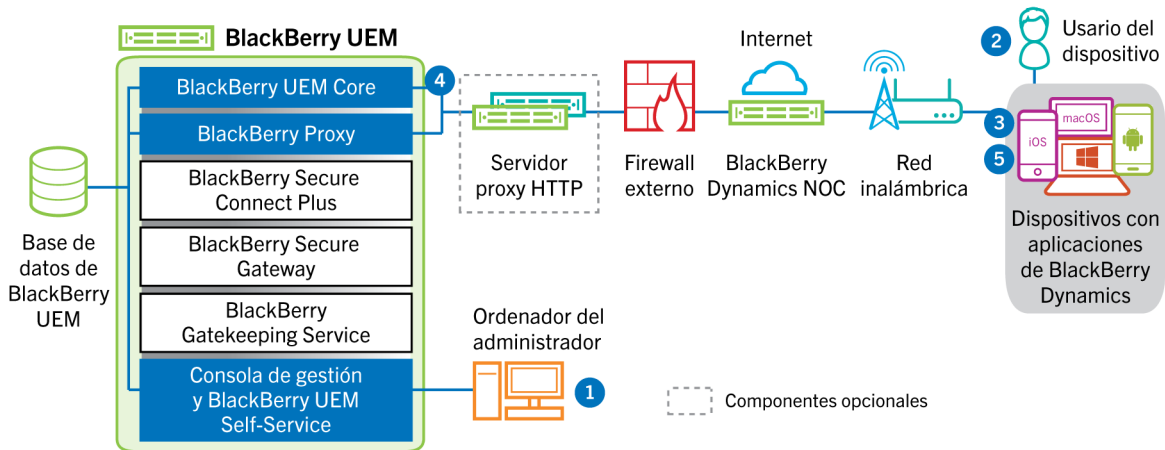 BlackBerry UEM
BlackBerry UEM Core
BlackBerry Proxy
BlackBerry Secure
Connect Plus
BlackBerry Secure
Gateway
BlackBerry
Gatekeeping Service
Consola de gestión
y BlackBerry UEM
Self-Service
Base de
datos de
BlackBerry
UEM
4
Servidor
proxy HTTP
Firewall
externo
Internet
BlackBerry
Dynamics NOC
Red
inalámbrica
2
Usario del
dispositivo
3
5
iOS
macOS
Dispositivos con
aplicaciones
de BlackBerry
Dynamics
Ordenador del
administrador
1
Componentes opcionales